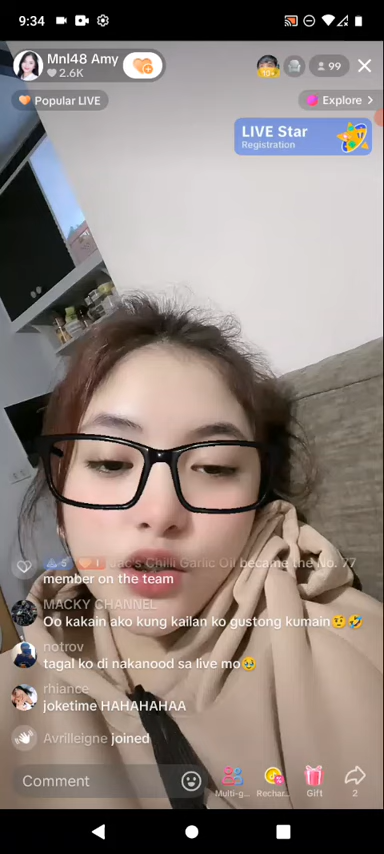 9:34
Mnl48 Amy
2.6K
99
Popular LIVE
Explore >
LIVE Star
Registration
Chilli Garlic Oil became the No. 77
member on the team
MACKY CHANNEL
Oo kakain ako kung kailan ko gustong kumain🤨🤣
notrov
tagal ko di nakanood sa live mo🥹
rhiance
joketime HAHAHAHAA
Avrilleigne joined
Comment
Multi-g...
Rechar...
Gift
2